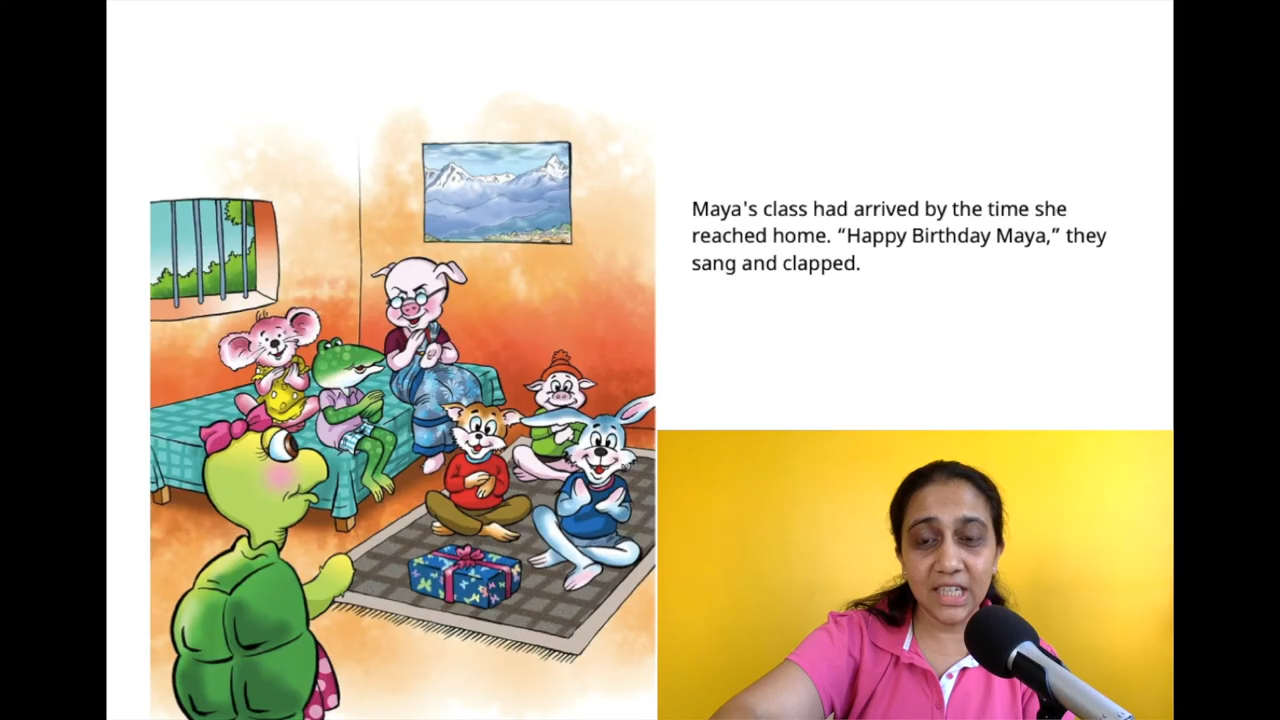 Maya's class had arrived by the time she
reached home. “Happy Birthday Maya,” they
sang and clapped.